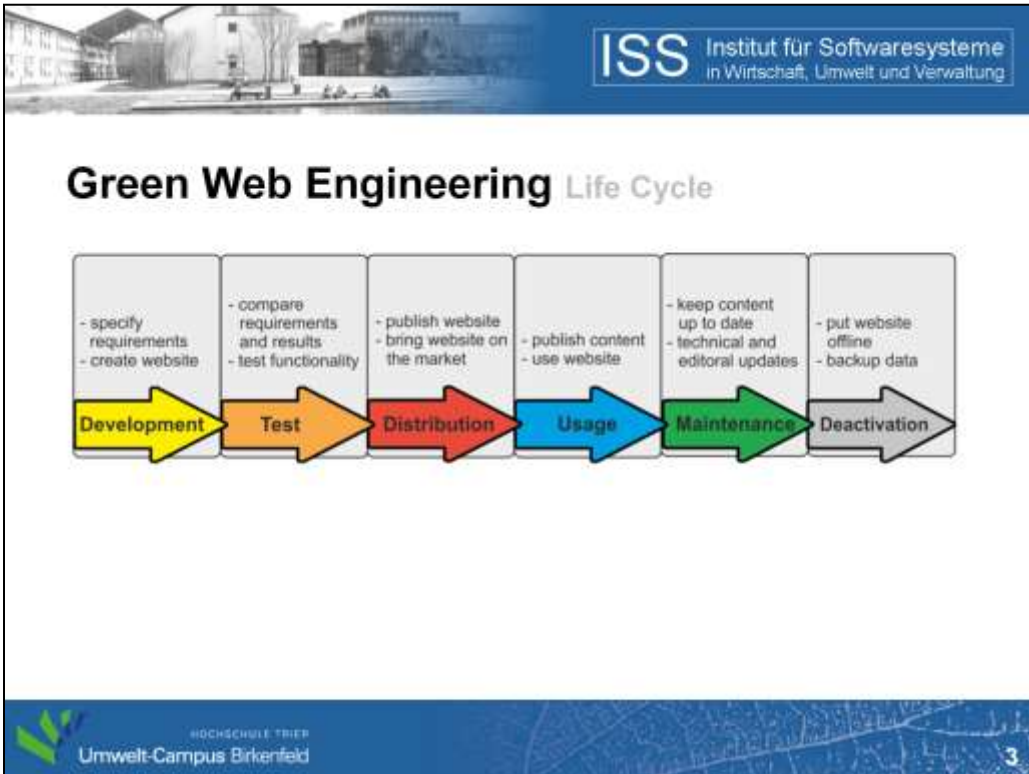 ISS Institut für Softwaresysteme
in Wirtschaft, Umwelt und Verwaltung
Green Web Engineering Life Cycle
- specify
requirements
- create website
Development
- compare
requirements
and results
- test functionality
Test
- publish website
- bring website on
the market
Distribution
- publish content
- use website
Usage
- keep content
up to date
- technical and
editoral updates
Maintenance
- put website
offline
- backup data
Deactivation
HOCHSCHULE TRIER
Umwelt-Campus Birkenfeld
3